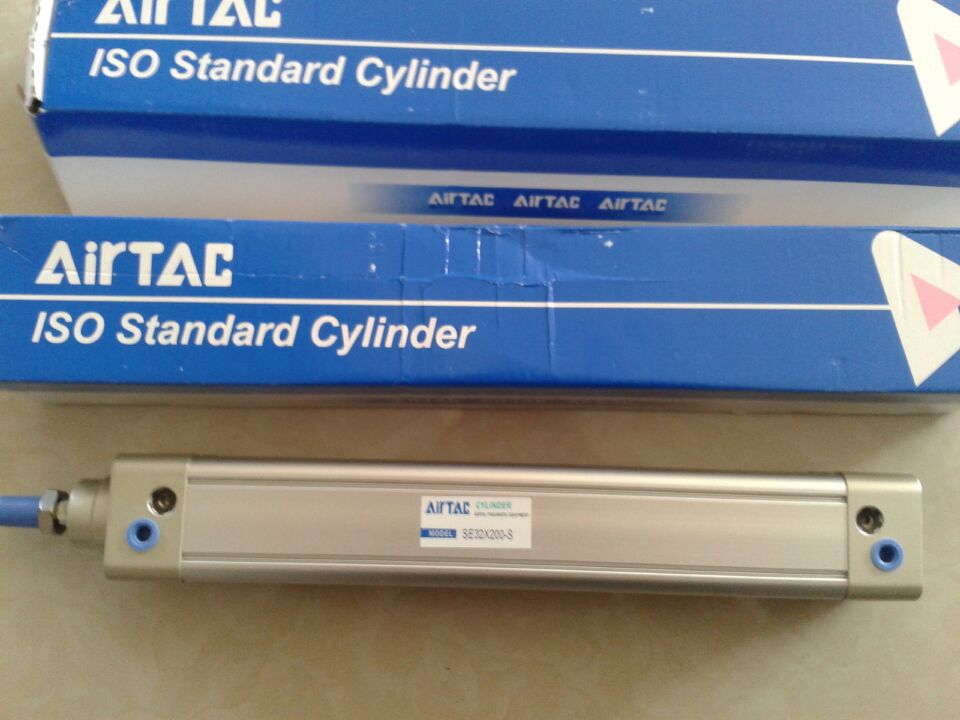 AirTAC
ISO Standard Cylinder
AirTAC AirTAC AirTAC
AirTAC
ISO Standard Cylinder
AirTAC CYLINDER
MODEL SE32X200-S